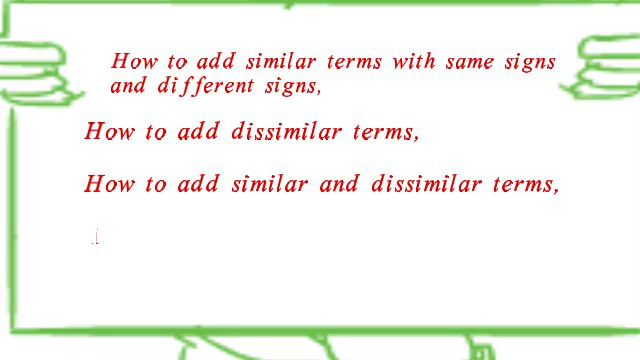 How to add similar terms with same signs
and different signs,
How to add dissimilar terms,
How to add similar and dissimilar terms,